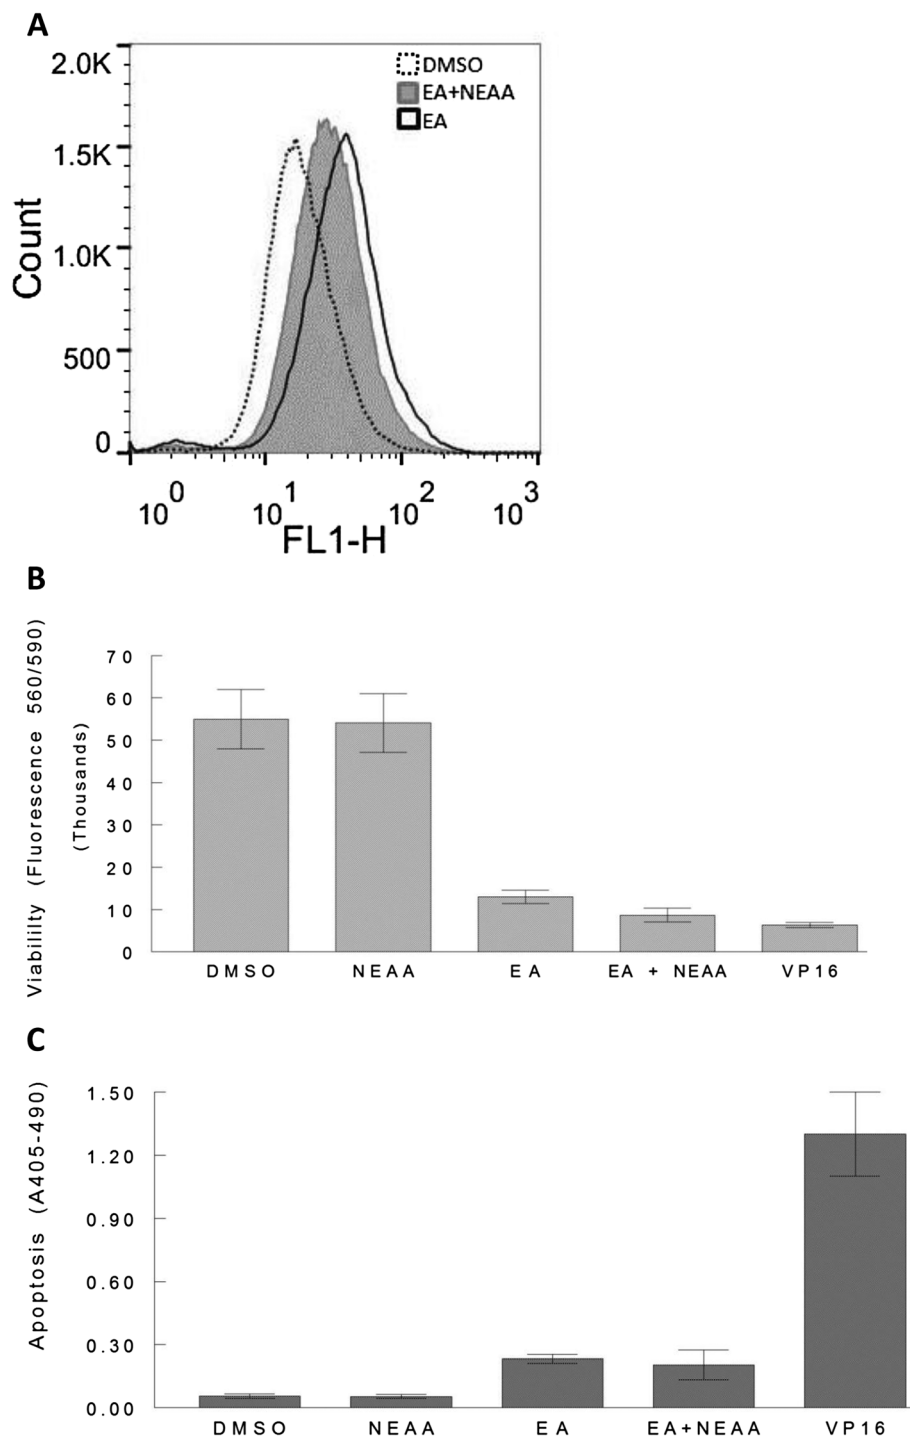 A
2.0K
1.5K
1.0K
500
0
Count
DMSO
EA+NEAA
EA
10^0 10^1 10^2 10^3
FL1-H
B
Viabililty (Fluorescence 560/590)
(Thousands)
70
60
50
40
30
20
10
0
DMSO NEAA EA EA + NEAA VP16
C
Apoptosis (A405-490)
1.50
1.20
0.90
0.60
0.30
0.00
DMSO NEAA EA EA+NEAA VP16